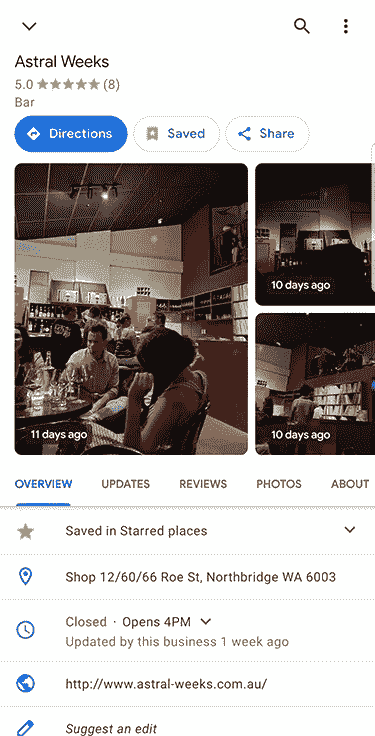 Astral Weeks
5.0 ★★★★★ (8)
Bar
Directions
Saved
Share
11 days ago
10 days ago
10 days ago
OVERVIEW UPDATES REVIEWS PHOTOS ABOUT
Saved in Starred places
Shop 12/60/66 Roe St, Northbridge WA 6003
Closed · Opens 4PM
Updated by this business 1 week ago
http://www.astral-weeks.com.au/
Suggest an edit